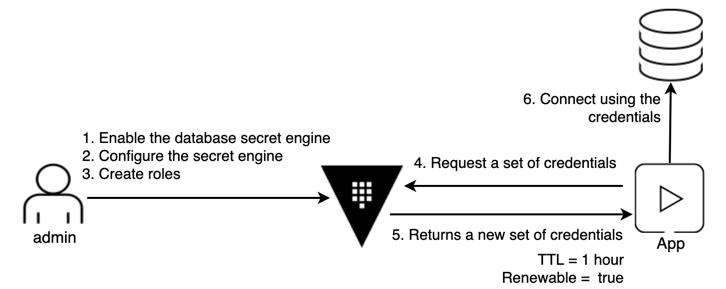 6. Connect using the
credentials
1. Enable the database secret engine
2. Configure the secret engine
3. Create roles
4. Request a set of credentials
admin
5. Returns a new set of credentials
App
TTL = 1 hour
Renewable = true